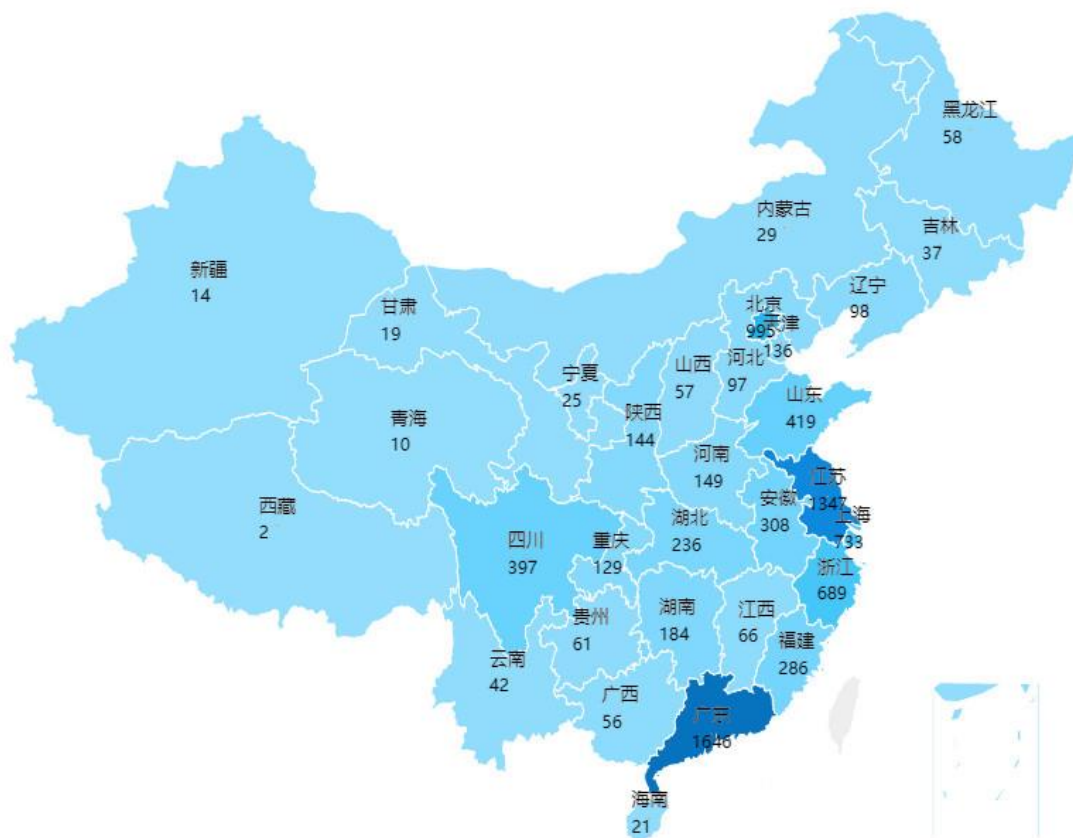 黑龙江
58
内蒙古
29
吉林
37
新疆
14
辽宁
98
甘肃
19
北京
995
天津
136
河北
97
山西
57
宁夏
25
山东
419
陕西
144
青海
10
河南
149
江苏
1347
安徽
308
西藏
2
上海
733
湖北
236
四川
397
重庆
129
浙江
689
湖南
184
江西
66
贵州
61
福建
286
云南
42
广西
56
广东
1646
海南
21